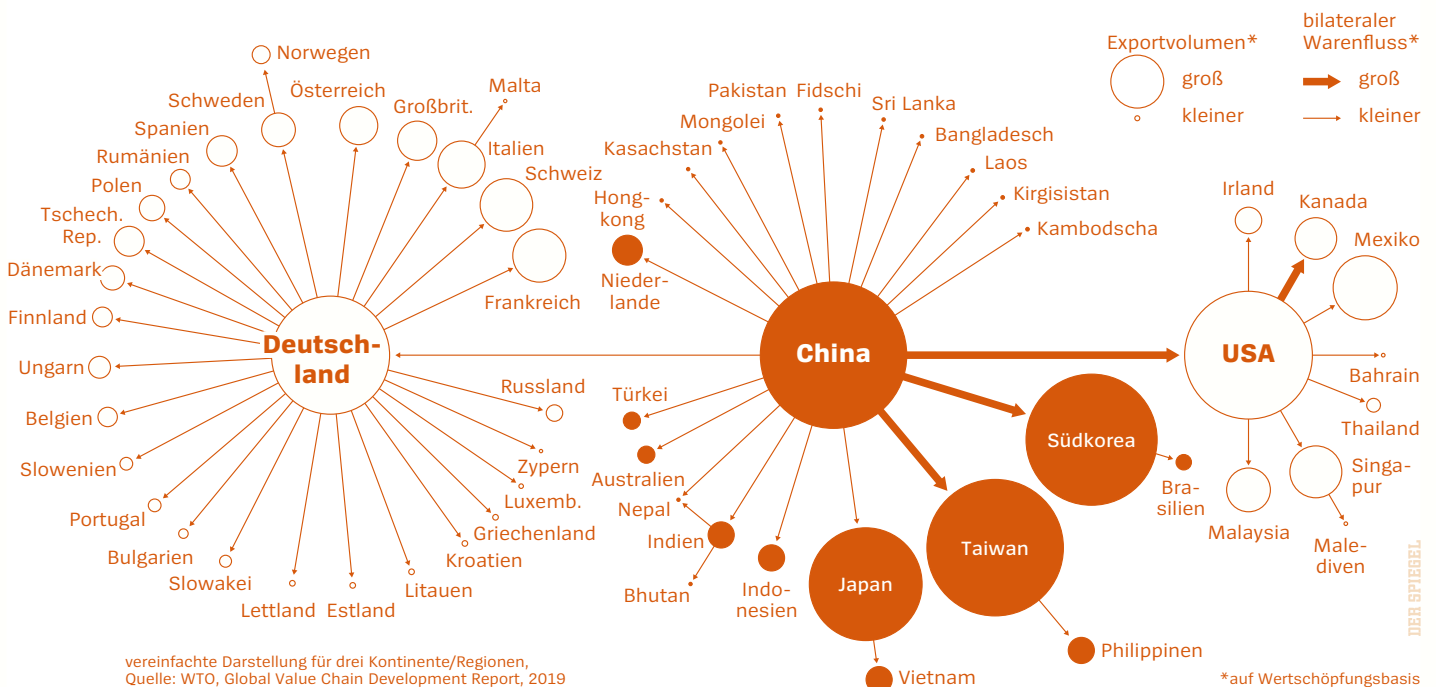 Exportvolumen*
groß
kleiner
bilateraler
Warenfluss*
groß
kleiner
Norwegen
Schweden
Österreich
Großbrit.
Malta
Italien
Spanien
Rumänien
Schweiz
Polen
Tschech.
Rep.
Dänemark
Frankreich
Finnland
Deutsch-
land
Ungarn
Belgien
Russland
Slowenien
Zypern
Luxemb.
Portugal
Griechenland
Bulgarien
Kroatien
Slowakei
Litauen
Lettland
Estland
Pakistan
Fidschi
Sri Lanka
Mongolei
Bangladesch
Kasachstan
Laos
Hong-
kong
Kirgisistan
Kambodscha
Nieder-
lande
China
Türkei
Australien
Nepal
Indien
Bhutan
Indo-
nesien
Japan
Vietnam
Taiwan
Philippinen
Südkorea
Bra-
silien
Irland
Kanada
Mexiko
USA
Bahrain
Thailand
Singa-
pur
Malaysia
Male-
diven
DER SPIEGEL
vereinfachte Darstellung für drei Kontinente/Regionen,
Quelle: WTO, Global Value Chain Development Report, 2019
*auf Wertschöpfungsbasis